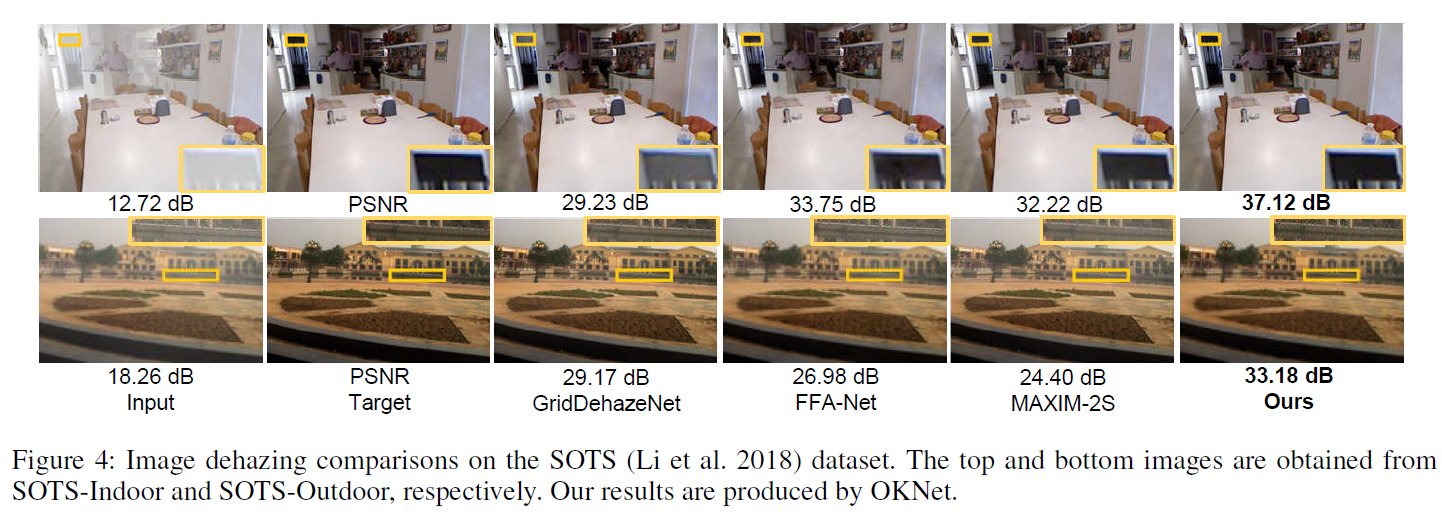 12.72 dB PSNR 29.23 dB 33.75 dB 32.22 dB 37.12 dB
18.26 dB PSNR 29.17 dB 26.98 dB 24.40 dB 33.18 dB
Input Target GridDehazeNet FFA-Net MAXIM-2S Ours
Figure 4: Image dehazing comparisons on the SOTS (Li et al. 2018) dataset. The top and bottom images are obtained from
SOTS-Indoor and SOTS-Outdoor, respectively. Our results are produced by OKNet.